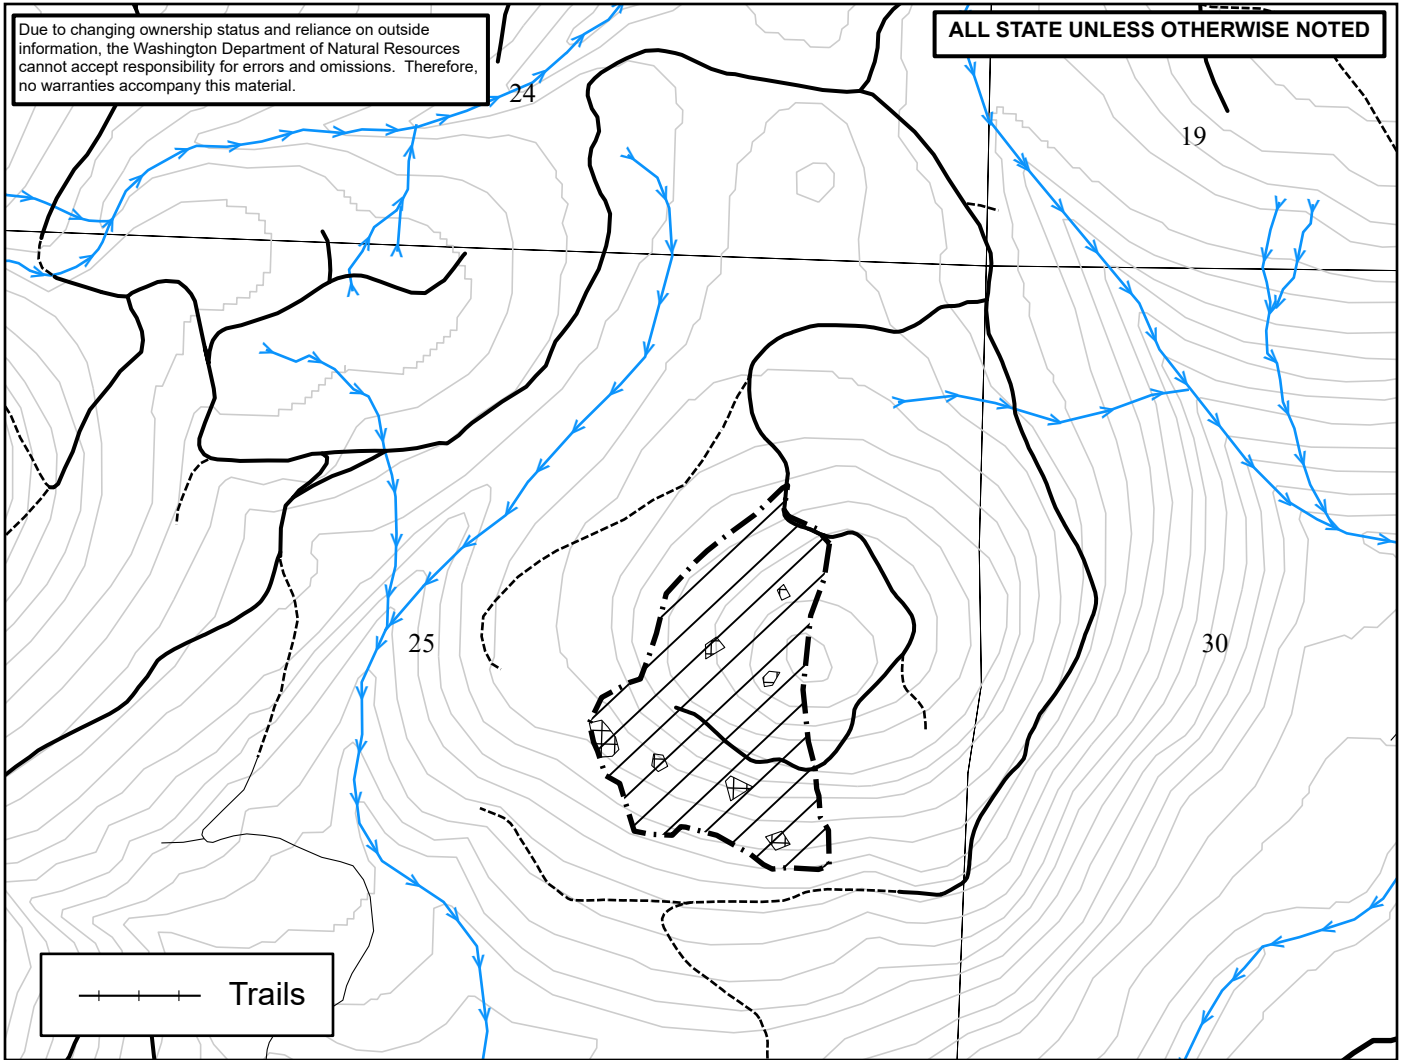 Due to changing ownership status and reliance on outside
information, the Washington Department of Natural Resources
cannot accept responsibility for errors and omissions. Therefore,
no warranties accompany this material.
ALL STATE UNLESS OTHERWISE NOTED
24
19
25
30
Trails